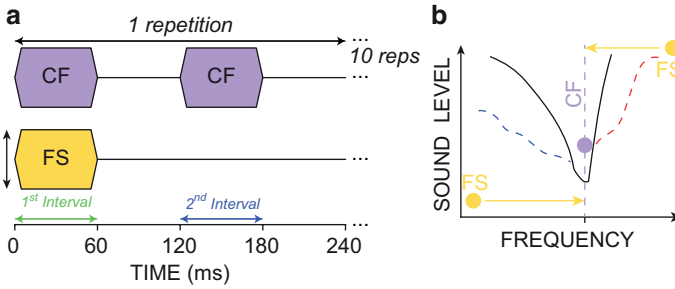 a
1 repetition
...
10 reps
CF
CF
...
FS
...
1st Interval
2nd Interval
...
0
60
120
180
240
TIME (ms)
b
FS
CF
SOUND LEVEL
FS
FREQUENCY